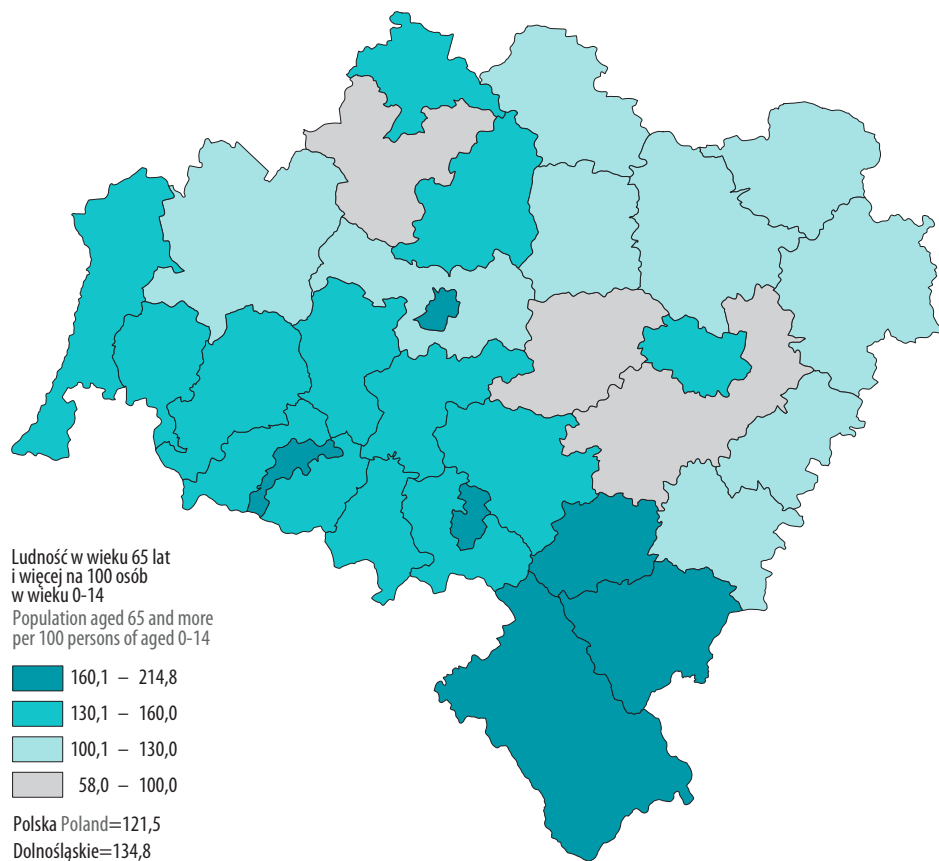 Ludność w wieku 65 lat
i więcej na 100 osób
w wieku 0-14
Population aged 65 and more
per 100 persons of aged 0-14
160,1 – 214,8
130,1 – 160,0
100,1 – 130,0
58,0 – 100,0
Polska Poland=121,5
Dolnośląskie=134,8